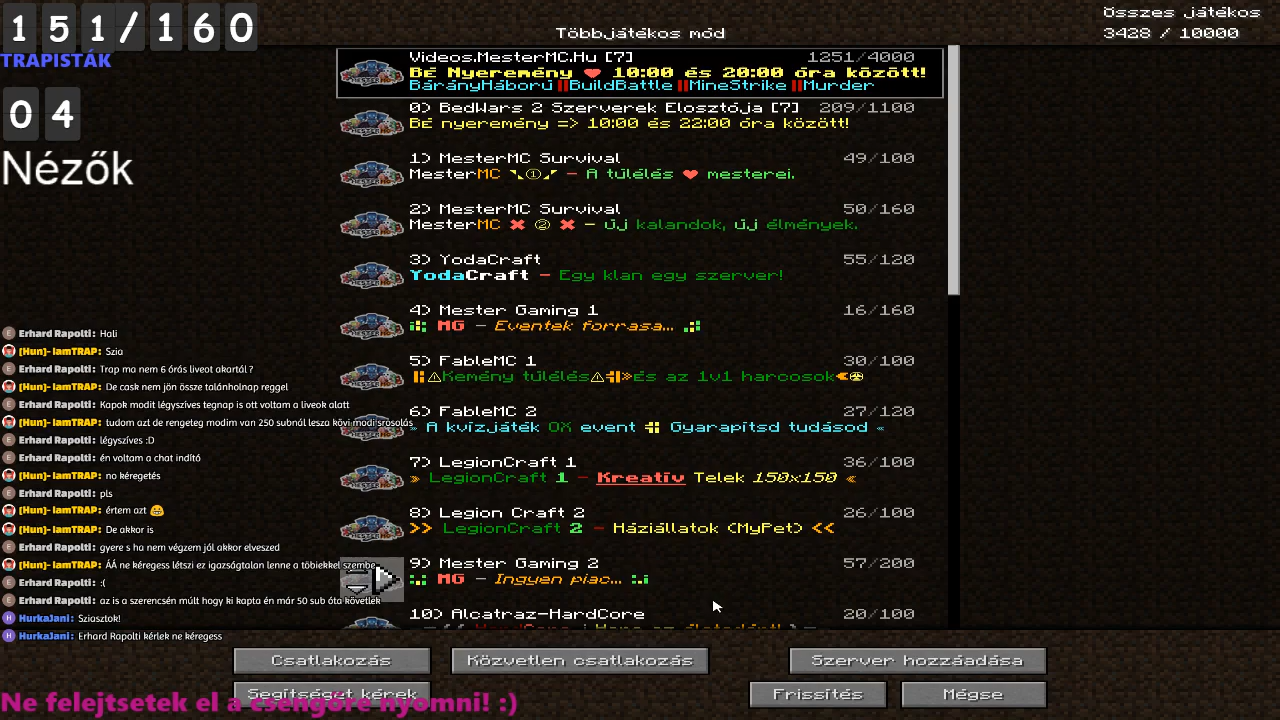 151/160
TRAPISTÁK
04
Nézők
Többjátékos mód
Összes játékos
3428 / 10000
Videos.MesterMC.Hu [7] 1251/4000
BÉ Nyeremény ❤ 10:00 és 20:00 óra között!
BárányHáború ||BuildBattle ||MineStrike ||Murder
0) BedWars 2 Szerverek Elosztója [7] 209/1100
BÉ nyeremény => 10:00 és 22:00 óra között!
1) MesterMC Survival 49/100
MesterMC ① - A túlélés ❤ mesterei.
2) MesterMC Survival 50/160
MesterMC ✖ ② ✖ - új kalandok, új élmények.
3) YodaCraft 55/120
YodaCraft - Egy klan egy szerver!
4) Mester Gaming 1 16/160
MG - Eventek forrása...
5) FableMC 1 30/100
⚠Kemény túlélés⚠»És az 1v1 harcosok
6) FableMC 2 27/120
» A kvízjáték OX event Gyarapítsd tudásod «
7) LegionCraft 1 36/100
» LegionCraft 1 - Kreatív Telek 150x150 «
8) Legion Craft 2 26/100
>> LegionCraft 2 - Háziállatok (MyPet) <<
9) Mester Gaming 2 57/200
MG - Ingyen piac...
10) Alcatraz-HardCore 20/100
Erhard Rapolti: Hali
[Hun]- IamTRAP: Szia
Erhard Rapolti: Trap ma nem 6 órás liveot akartál ?
[Hun]- IamTRAP: De cask nem jön össze talánholnap reggel
Erhard Rapolti: Kapok modit légyszíves tegnap is ott voltam a liveok alatt
[Hun]- IamTRAP: tudom azt de rengeteg modim van 250 subnál lesza kövi modi srosolás
Erhard Rapolti: légyszíves :D
Erhard Rapolti: én voltam a chat indító
[Hun]- IamTRAP: no kéregetés
Erhard Rapolti: pls
[Hun]- IamTRAP: értem azt 😄
[Hun]- IamTRAP: De akkor is
Erhard Rapolti: gyere s ha nem végzem jól akkor elveszed
[Hun]- IamTRAP: ÁÁ ne kéregess létszi ez igazságtalan lenne a többiekkel szembe
Erhard Rapolti: :(
Erhard Rapolti: az is a szerencsén múlt hogy ki kapta én már 50 sub óta követlek
HurkaJani: Sziasztok!
HurkaJani: Erhard Rapolti kérlek ne kéregess
Csatlakozás
Közvetlen csatlakozás
Szerver hozzáadása
Segítséget kérek
Frissítés
Mégse
Ne felejtsetek el a csengőre nyomni! :)